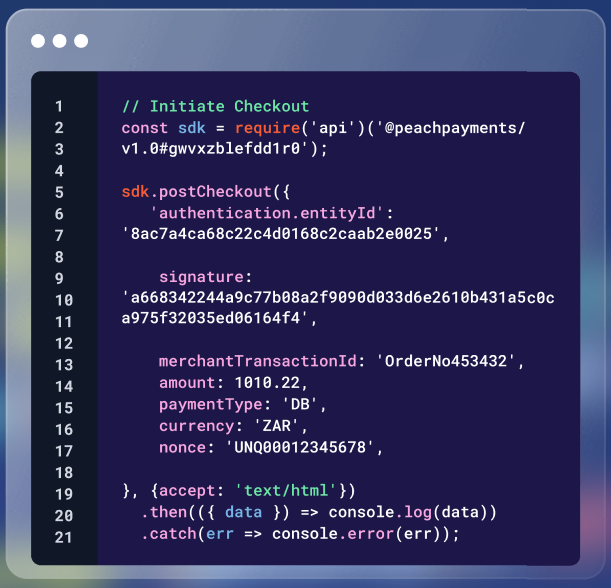 1 // Initiate Checkout
2 const sdk = require('api')('@peachpayments/
3 v1.0#gwvxzblefdd1r0');
4
5 sdk.postCheckout({
6 'authentication.entityId':
7 '8ac7a4ca68c22c4d0168c2caab2e0025',
8
9 signature:
10 'a668342244a9c77b08a2f9090d033d6e2610b431a5c0c
11 a975f32035ed06164f4',
12
13 merchantTransactionId: 'OrderNo453432',
14 amount: 1010.22,
15 paymentType: 'DB',
16 currency: 'ZAR',
17 nonce: 'UNQ00012345678',
18
19 }, {accept: 'text/html'})
20 .then(({ data }) => console.log(data))
21 .catch(err => console.error(err));